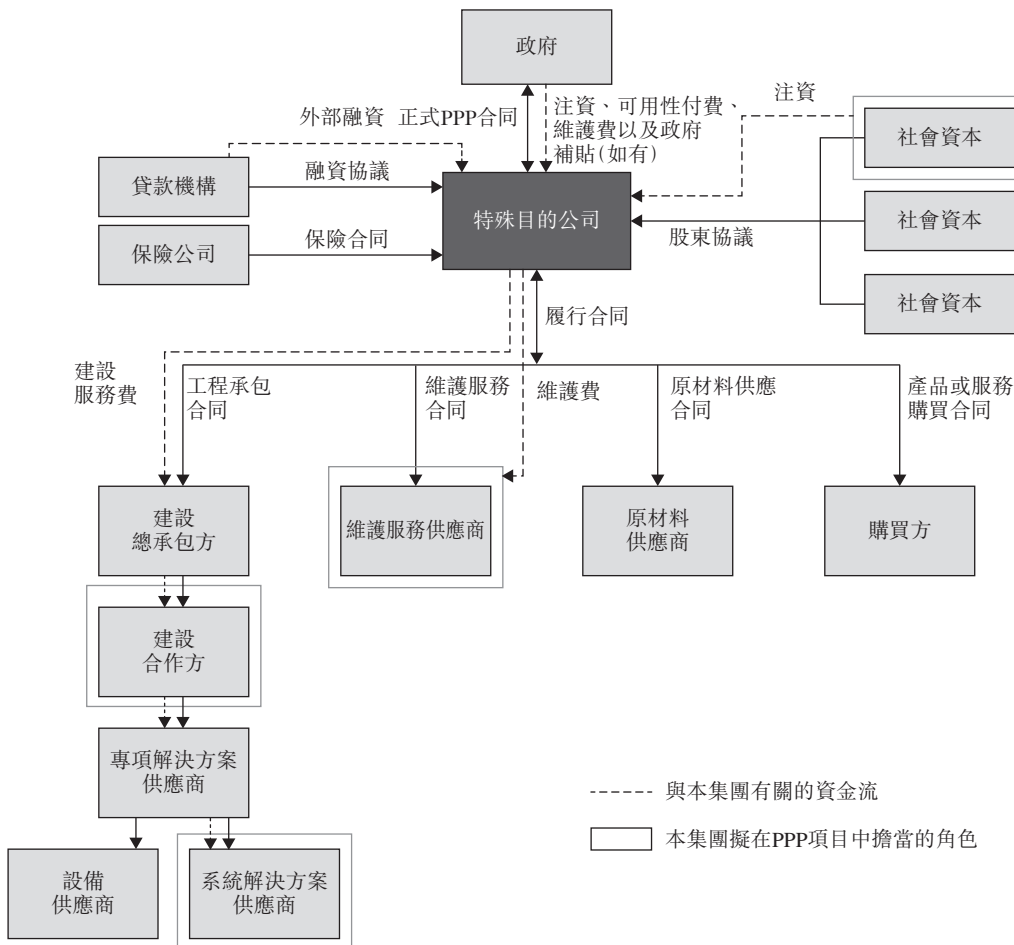 政府
外部融資
正式PPP合同
注資、可用性付費、
維護費以及政府
補貼(如有)
注資
社會資本
貸款機構
融資協議
特殊目的公司
社會資本
股東協議
保險公司
保險合同
社會資本
履行合同
建設
服務費
工程承包
合同
維護服務
合同
維護費
原材料供應
合同
產品或服務
購買合同
建設
總承包方
維護服務供應商
原材料
供應商
購買方
建設
合作方
專項解決方案
供應商
與本集團有關的資金流
本集團擬在PPP項目中擔當的角色
設備
供應商
系統解決方案
供應商